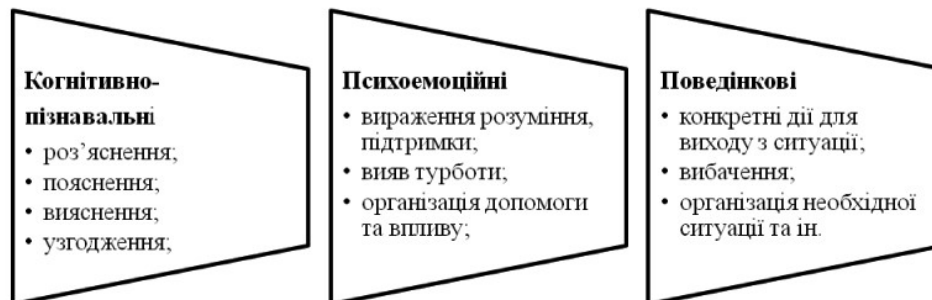 Когнітивно-
пізнавальні
• роз’яснення;
• пояснення;
• вияснення;
• узгодження;
Психоемоційні
• вираження розуміння,
підтримки;
• вияв турботи;
• організація допомоги
та впливу;
Поведінкові
• конкретні дії для
виходу з ситуації;
• вибачення;
• організація необхідної
ситуації та ін.